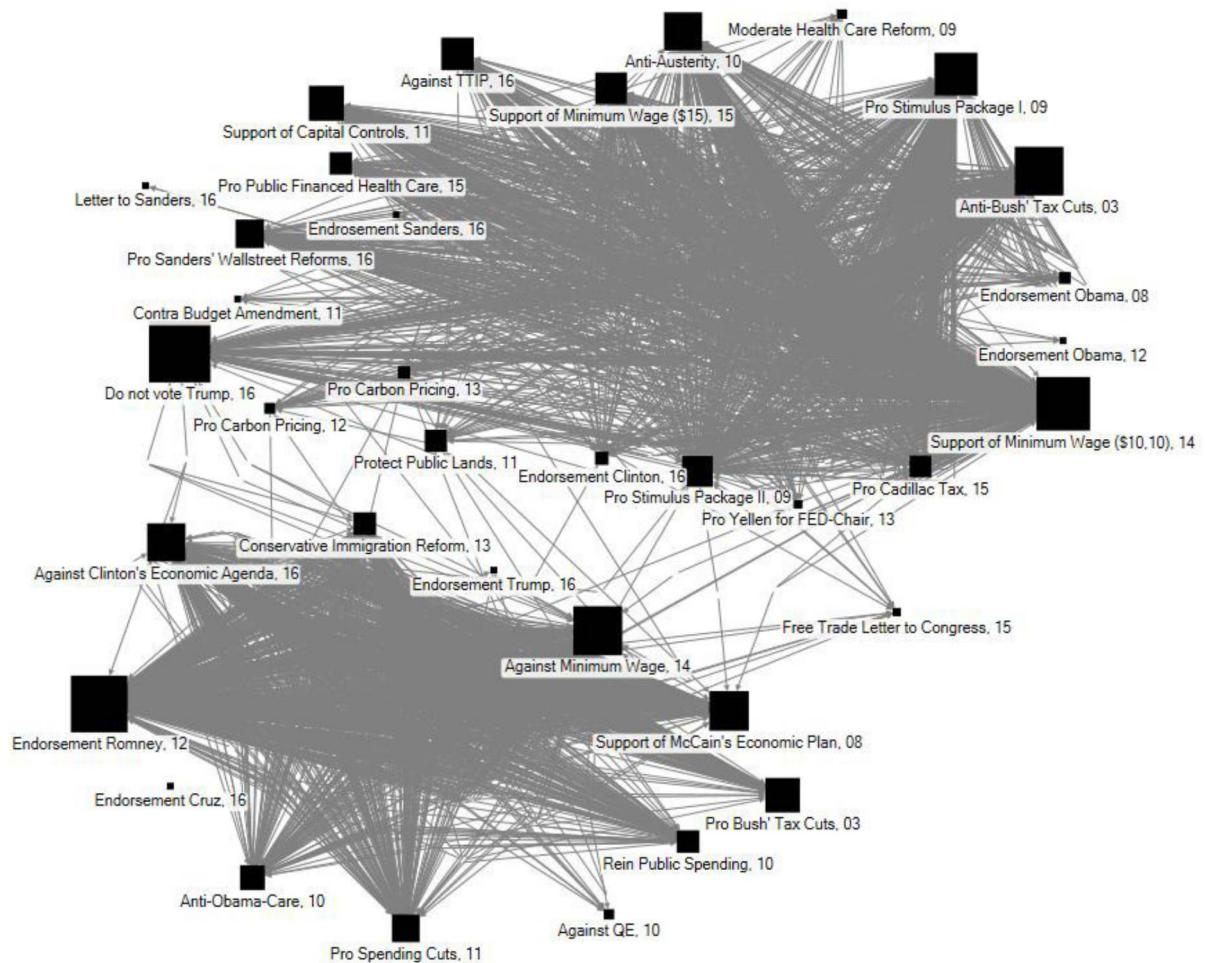 Moderate Health Care Reform, 09
Anti-Austerity, 10
Against TTIP, 16
Pro Stimulus Package I, 09
Support of Minimum Wage ($15), 15
Support of Capital Controls, 11
Pro Public Financed Health Care, 15
Letter to Sanders, 16
Anti-Bush' Tax Cuts, 03
Endrosement Sanders, 16
Pro Sanders' Wallstreet Reforms, 16
Endorsement Obama, 08
Contra Budget Amendment, 11
Endorsement Obama, 12
Do not vote Trump, 16
Pro Carbon Pricing, 13
Pro Carbon Pricing, 12
Support of Minimum Wage ($10,10), 14
Protect Public Lands, 11
Endorsement Clinton, 16
Pro Stimulus Package II, 09
Pro Cadillac Tax, 15
Pro Yellen for FED-Chair, 13
Conservative Immigration Reform, 13
Against Clinton's Economic Agenda, 16
Endorsement Trump, 16
Free Trade Letter to Congress, 15
Against Minimum Wage, 14
Endorsement Romney, 12
Support of McCain's Economic Plan, 08
Endorsement Cruz, 16
Pro Bush' Tax Cuts, 03
Rein Public Spending, 10
Anti-Obama-Care, 10
Against QE, 10
Pro Spending Cuts, 11